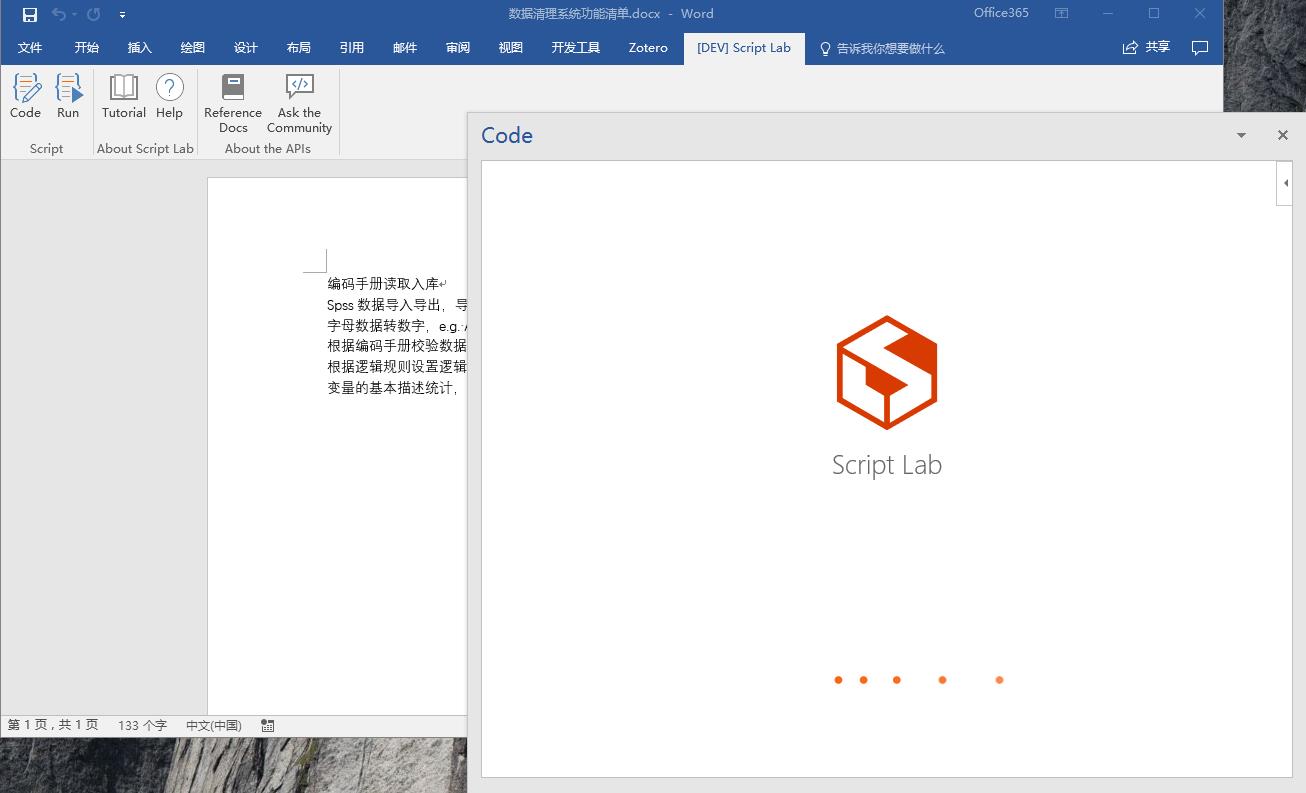 数据清理系统功能清单.docx - Word
Office365
文件 开始 插入 绘图 设计 布局 引用 邮件 审阅 视图 开发工具 Zotero [DEV] Script Lab 告诉我你想要做什么 共享
Code Run Tutorial Help Reference Docs Ask the Community
Script About Script Lab About the APIs
Code
编码手册读取入库
Spss 数据导入导出，导
字母数据转数字，e.g.
根据编码手册校验数据
根据逻辑规则设置逻辑
变量的基本描述统计，
Script Lab
第 1 页，共 1 页 133 个字 中文(中国)